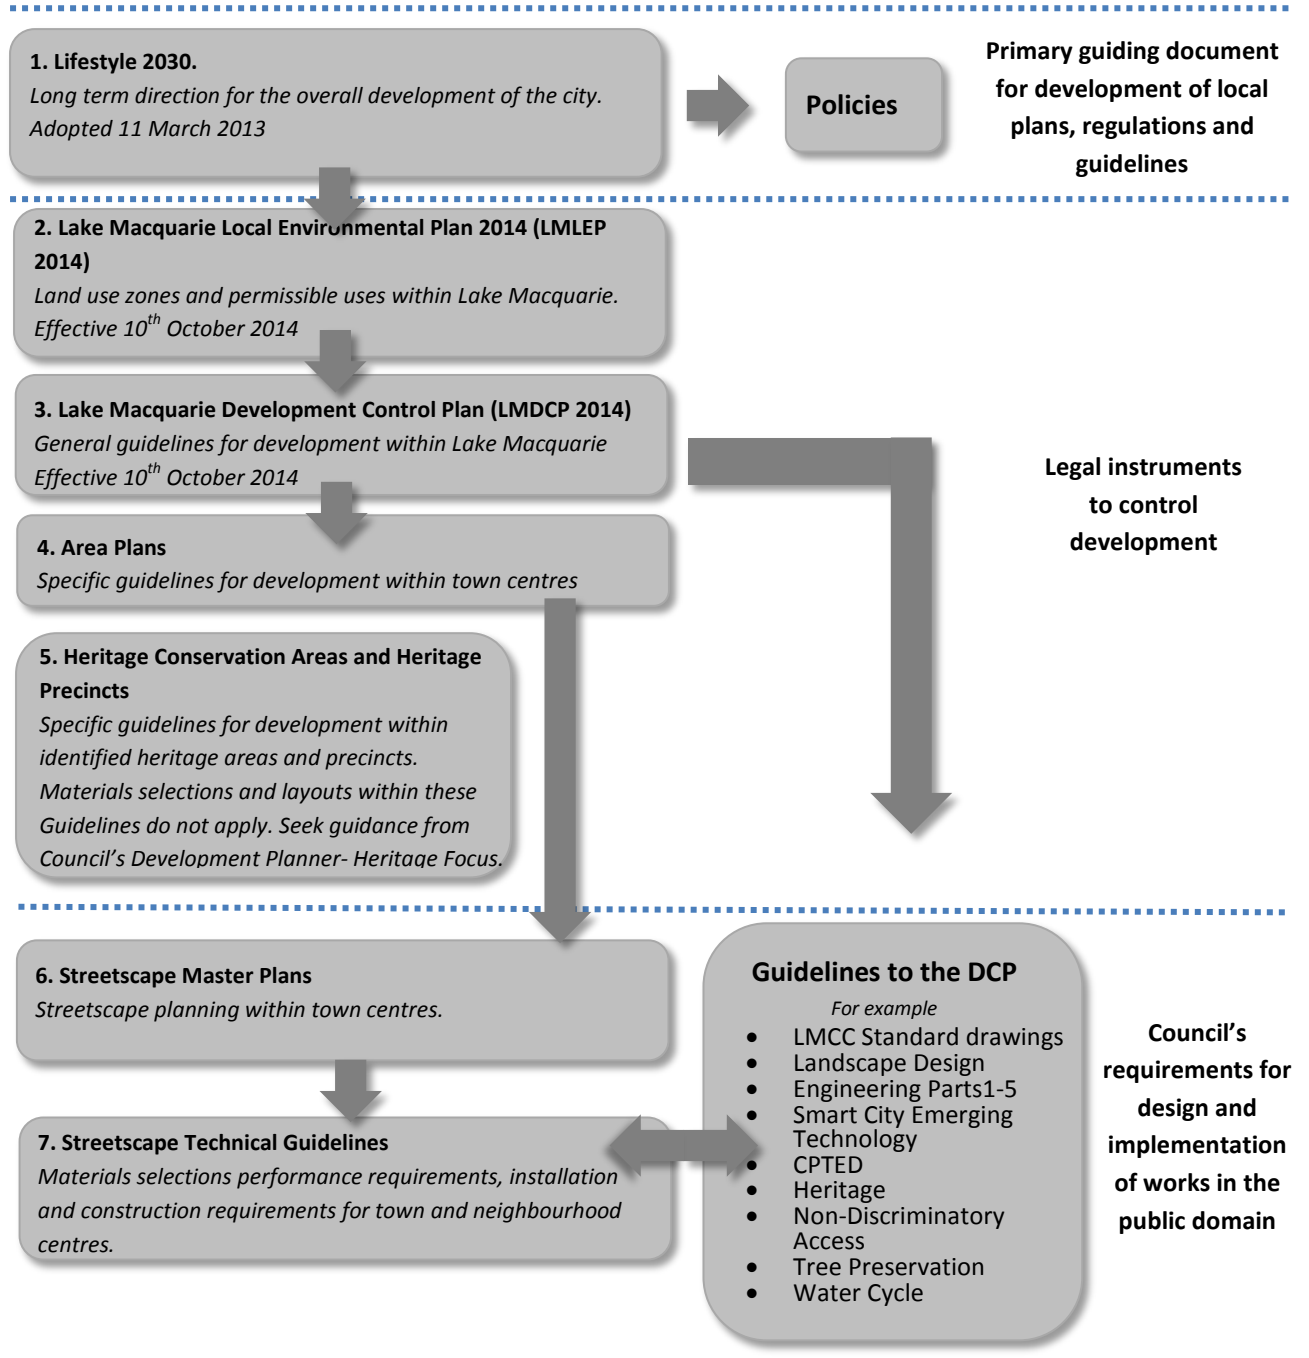 1. Lifestyle 2030.
Long term direction for the overall development of the city.
Adopted 11 March 2013
Policies
Primary guiding document
for development of local
plans, regulations and
guidelines
2. Lake Macquarie Local Environmental Plan 2014 (LMLEP
2014)
Land use zones and permissible uses within Lake Macquarie.
Effective 10th October 2014
3. Lake Macquarie Development Control Plan (LMDCP 2014)
General guidelines for development within Lake Macquarie
Effective 10th October 2014
4. Area Plans
Specific guidelines for development within town centres
5. Heritage Conservation Areas and Heritage
Precincts
Specific guidelines for development within
identified heritage areas and precincts.
Materials selections and layouts within these
Guidelines do not apply. Seek guidance from
Council's Development Planner- Heritage Focus.
Legal instruments
to control
development
6. Streetscape Master Plans
Streetscape planning within town centres.
7. Streetscape Technical Guidelines
Materials selections performance requirements, installation
and construction requirements for town and neighbourhood
centres.
Guidelines to the DCP
For example
• LMCC Standard drawings
• Landscape Design
• Engineering Parts1-5
• Smart City Emerging
Technology
• CPTED
• Heritage
• Non-Discriminatory
Access
• Tree Preservation
• Water Cycle
Council's
requirements for
design and
implementation
of works in the
public domain